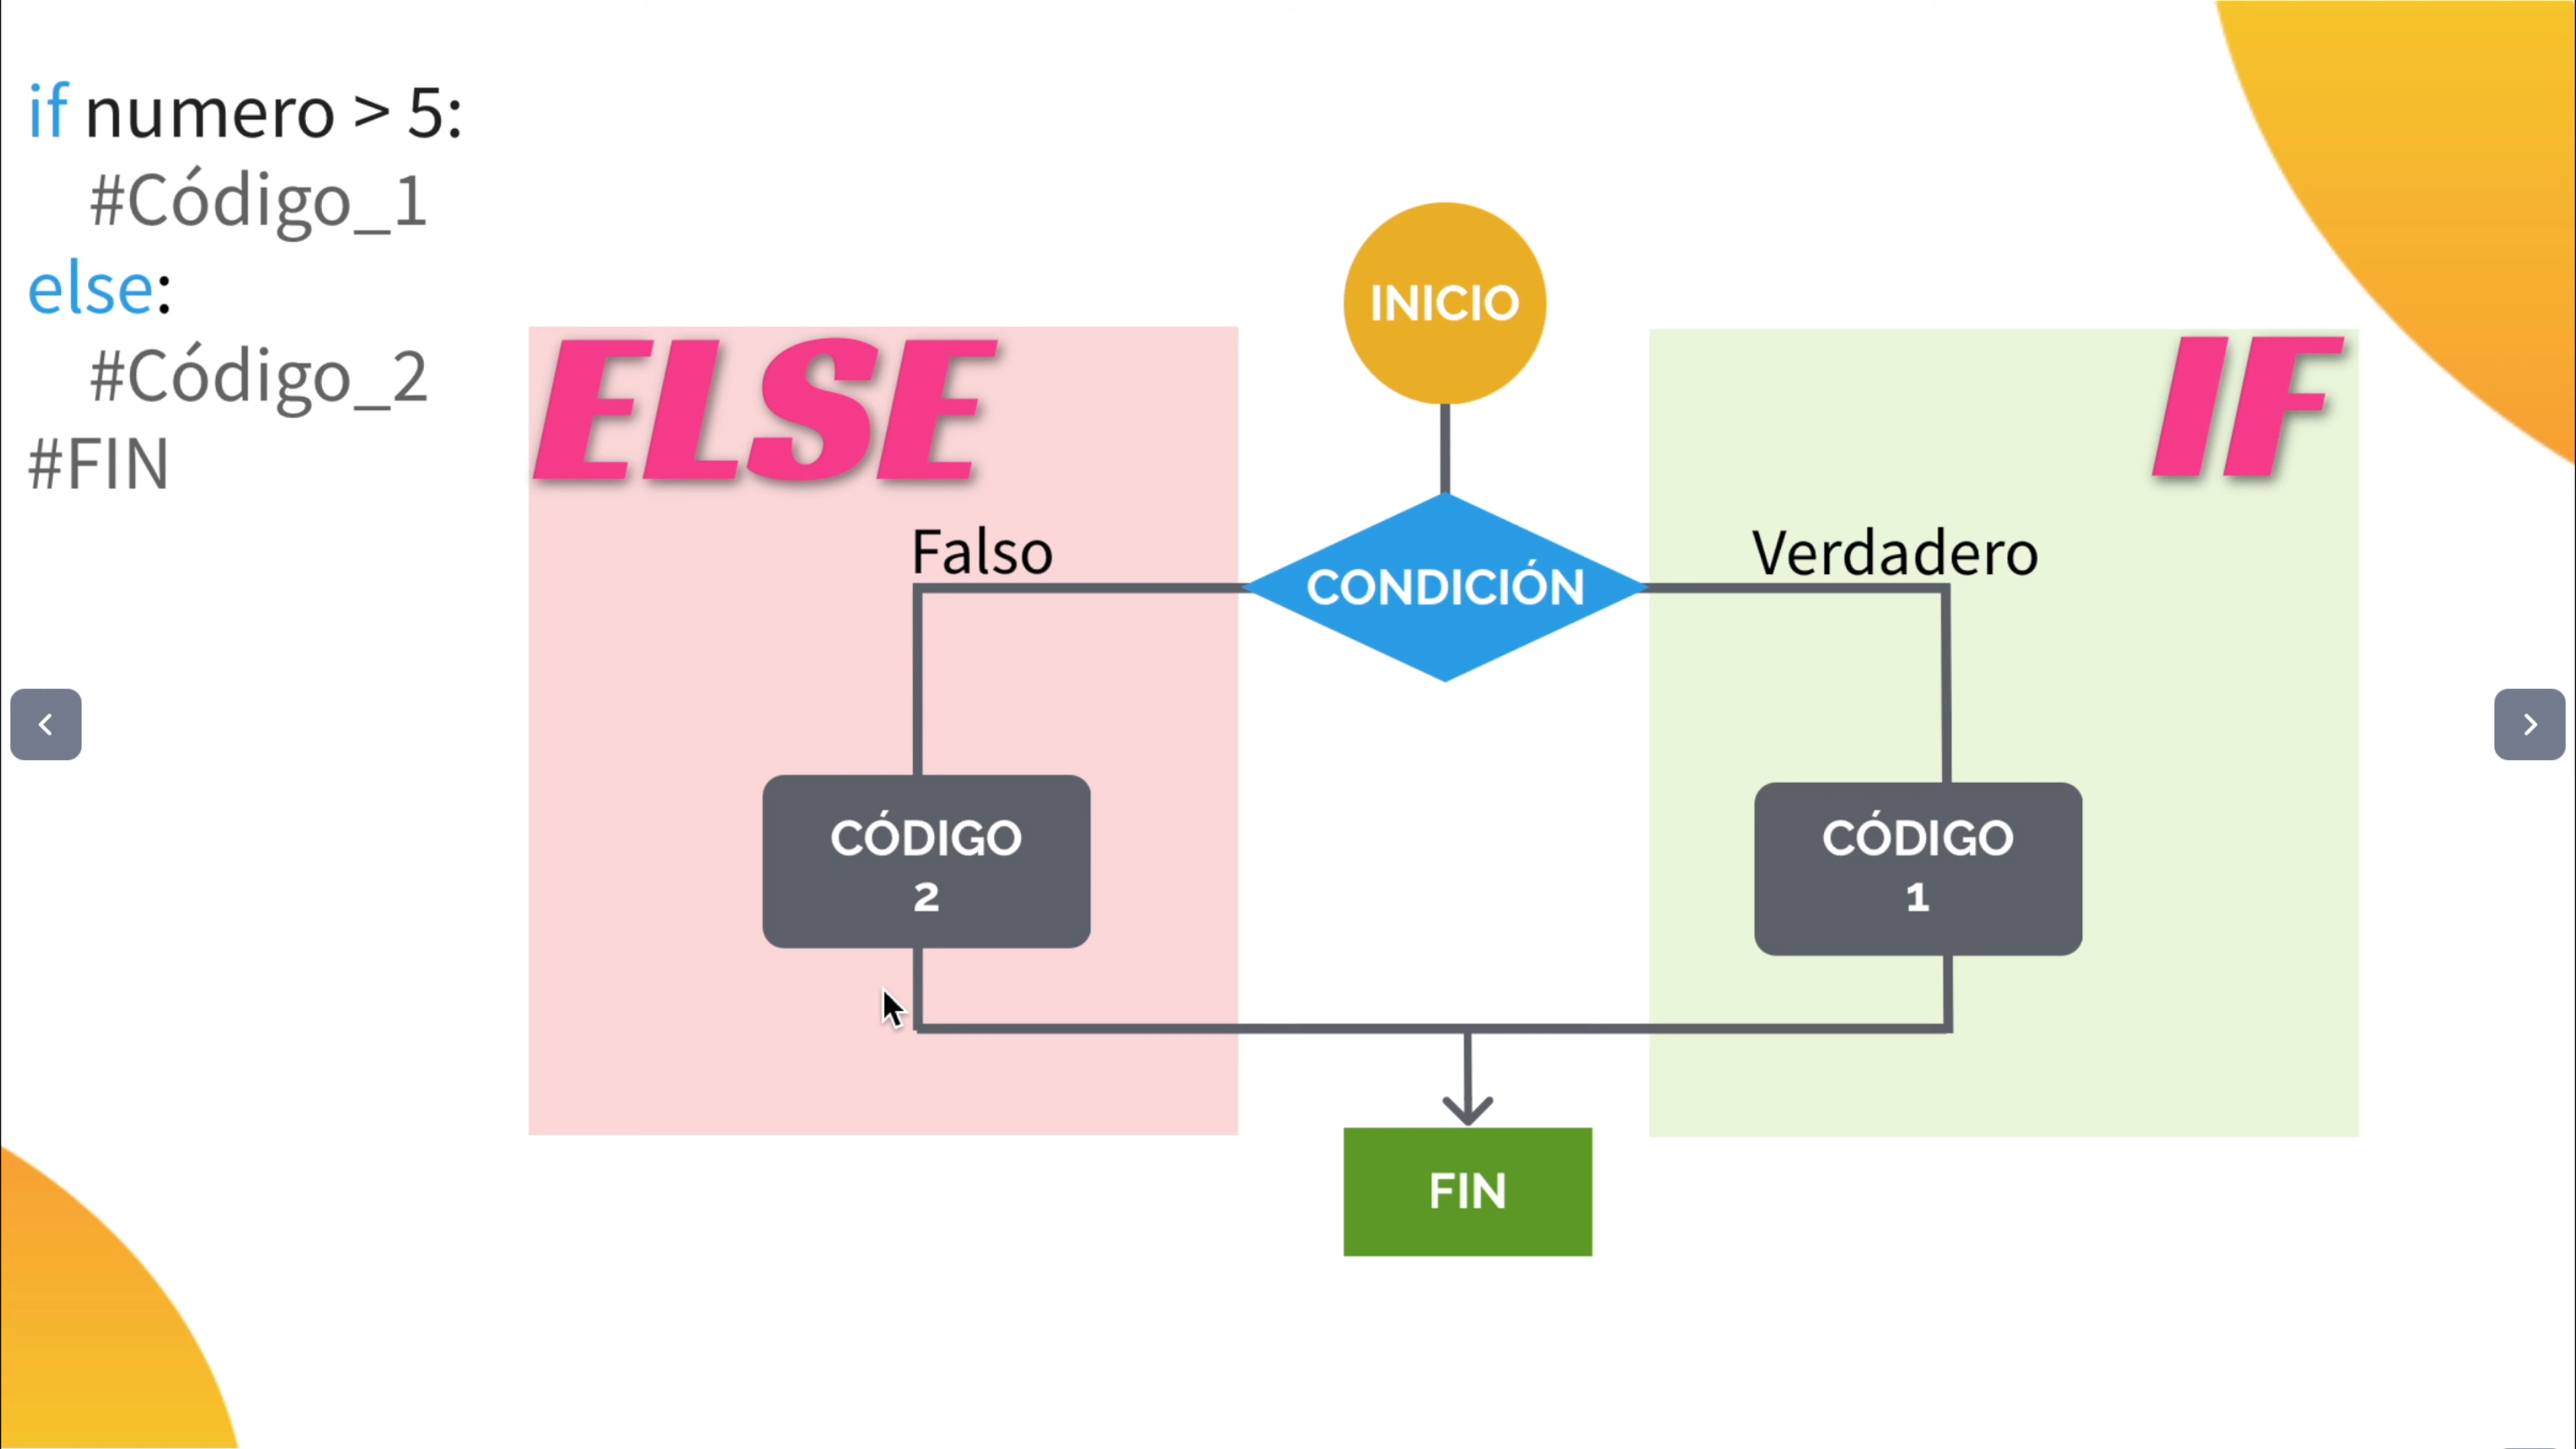 if numero > 5:
#Código_1
else:
#Código_2
#FIN
INICIO
ELSE
IF
Falso
CONDICIÓN
Verdadero
CÓDIGO
2
CÓDIGO
1
FIN